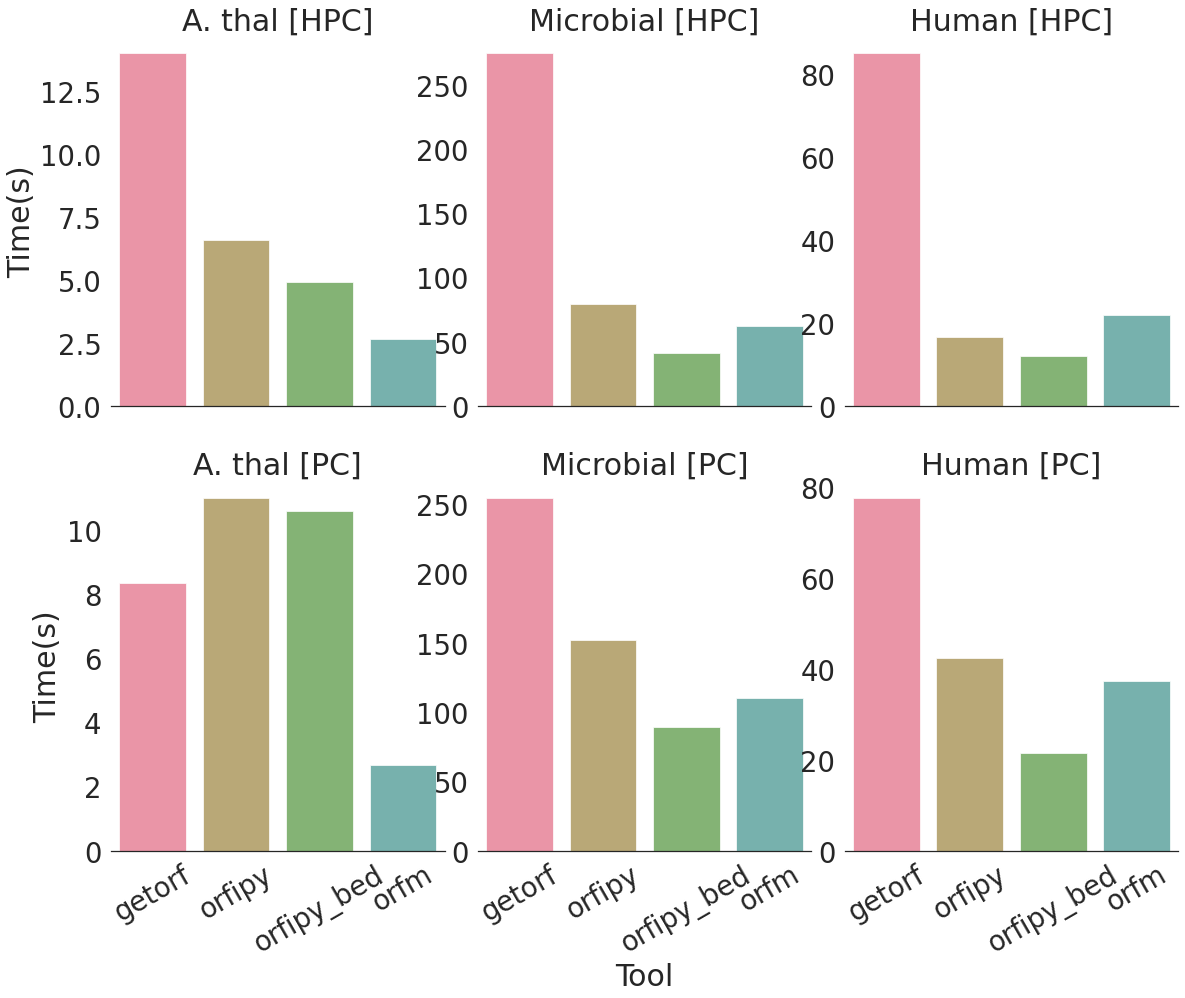 A. thal [HPC]
Microbial [HPC]
Human [HPC]
Time(s)
12.5
10.0
7.5
5.0
2.5
0.0
250
200
150
100
50
0
80
60
40
20
0
A. thal [PC]
Microbial [PC]
Human [PC]
Time(s)
10
8
6
4
2
0
250
200
150
100
50
0
80
60
40
20
0
getorf
orfipy
orfipy_bed
orfm
getorf
orfipy
orfipy_bed
orfm
getorf
orfipy
orfipy_bed
orfm
Tool